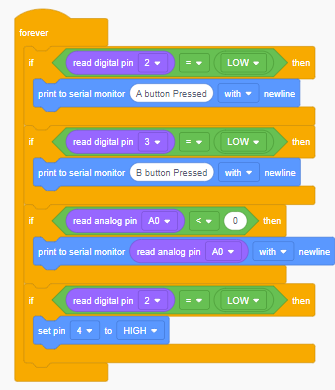 forever
if read digital pin 2 = LOW then
print to serial monitor A button Pressed with newline
if read digital pin 3 = LOW then
print to serial monitor B button Pressed with newline
if read analog pin A0 < 0 then
print to serial monitor read analog pin A0 with newline
if read digital pin 2 = LOW then
set pin 4 to HIGH